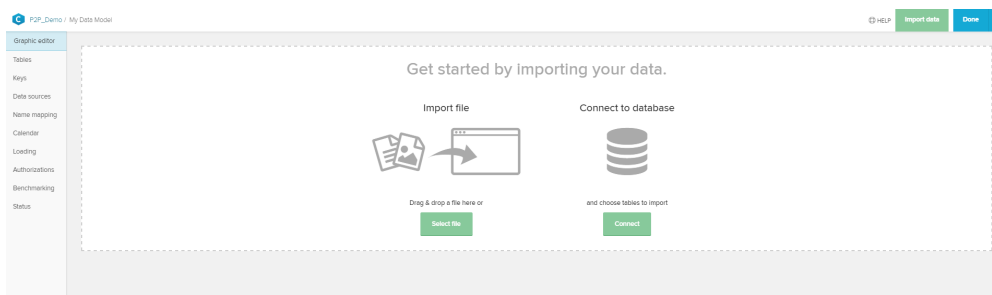 C P2P_Demo / My Data Model
HELP Import data Done
Graphic editor
Tables
Keys
Data sources
Name mapping
Calendar
Loading
Authorizations
Benchmarking
Status
Get started by importing your data.
Import file
Drag & drop a file here or
Select file
Connect to database
and choose tables to import
Connect